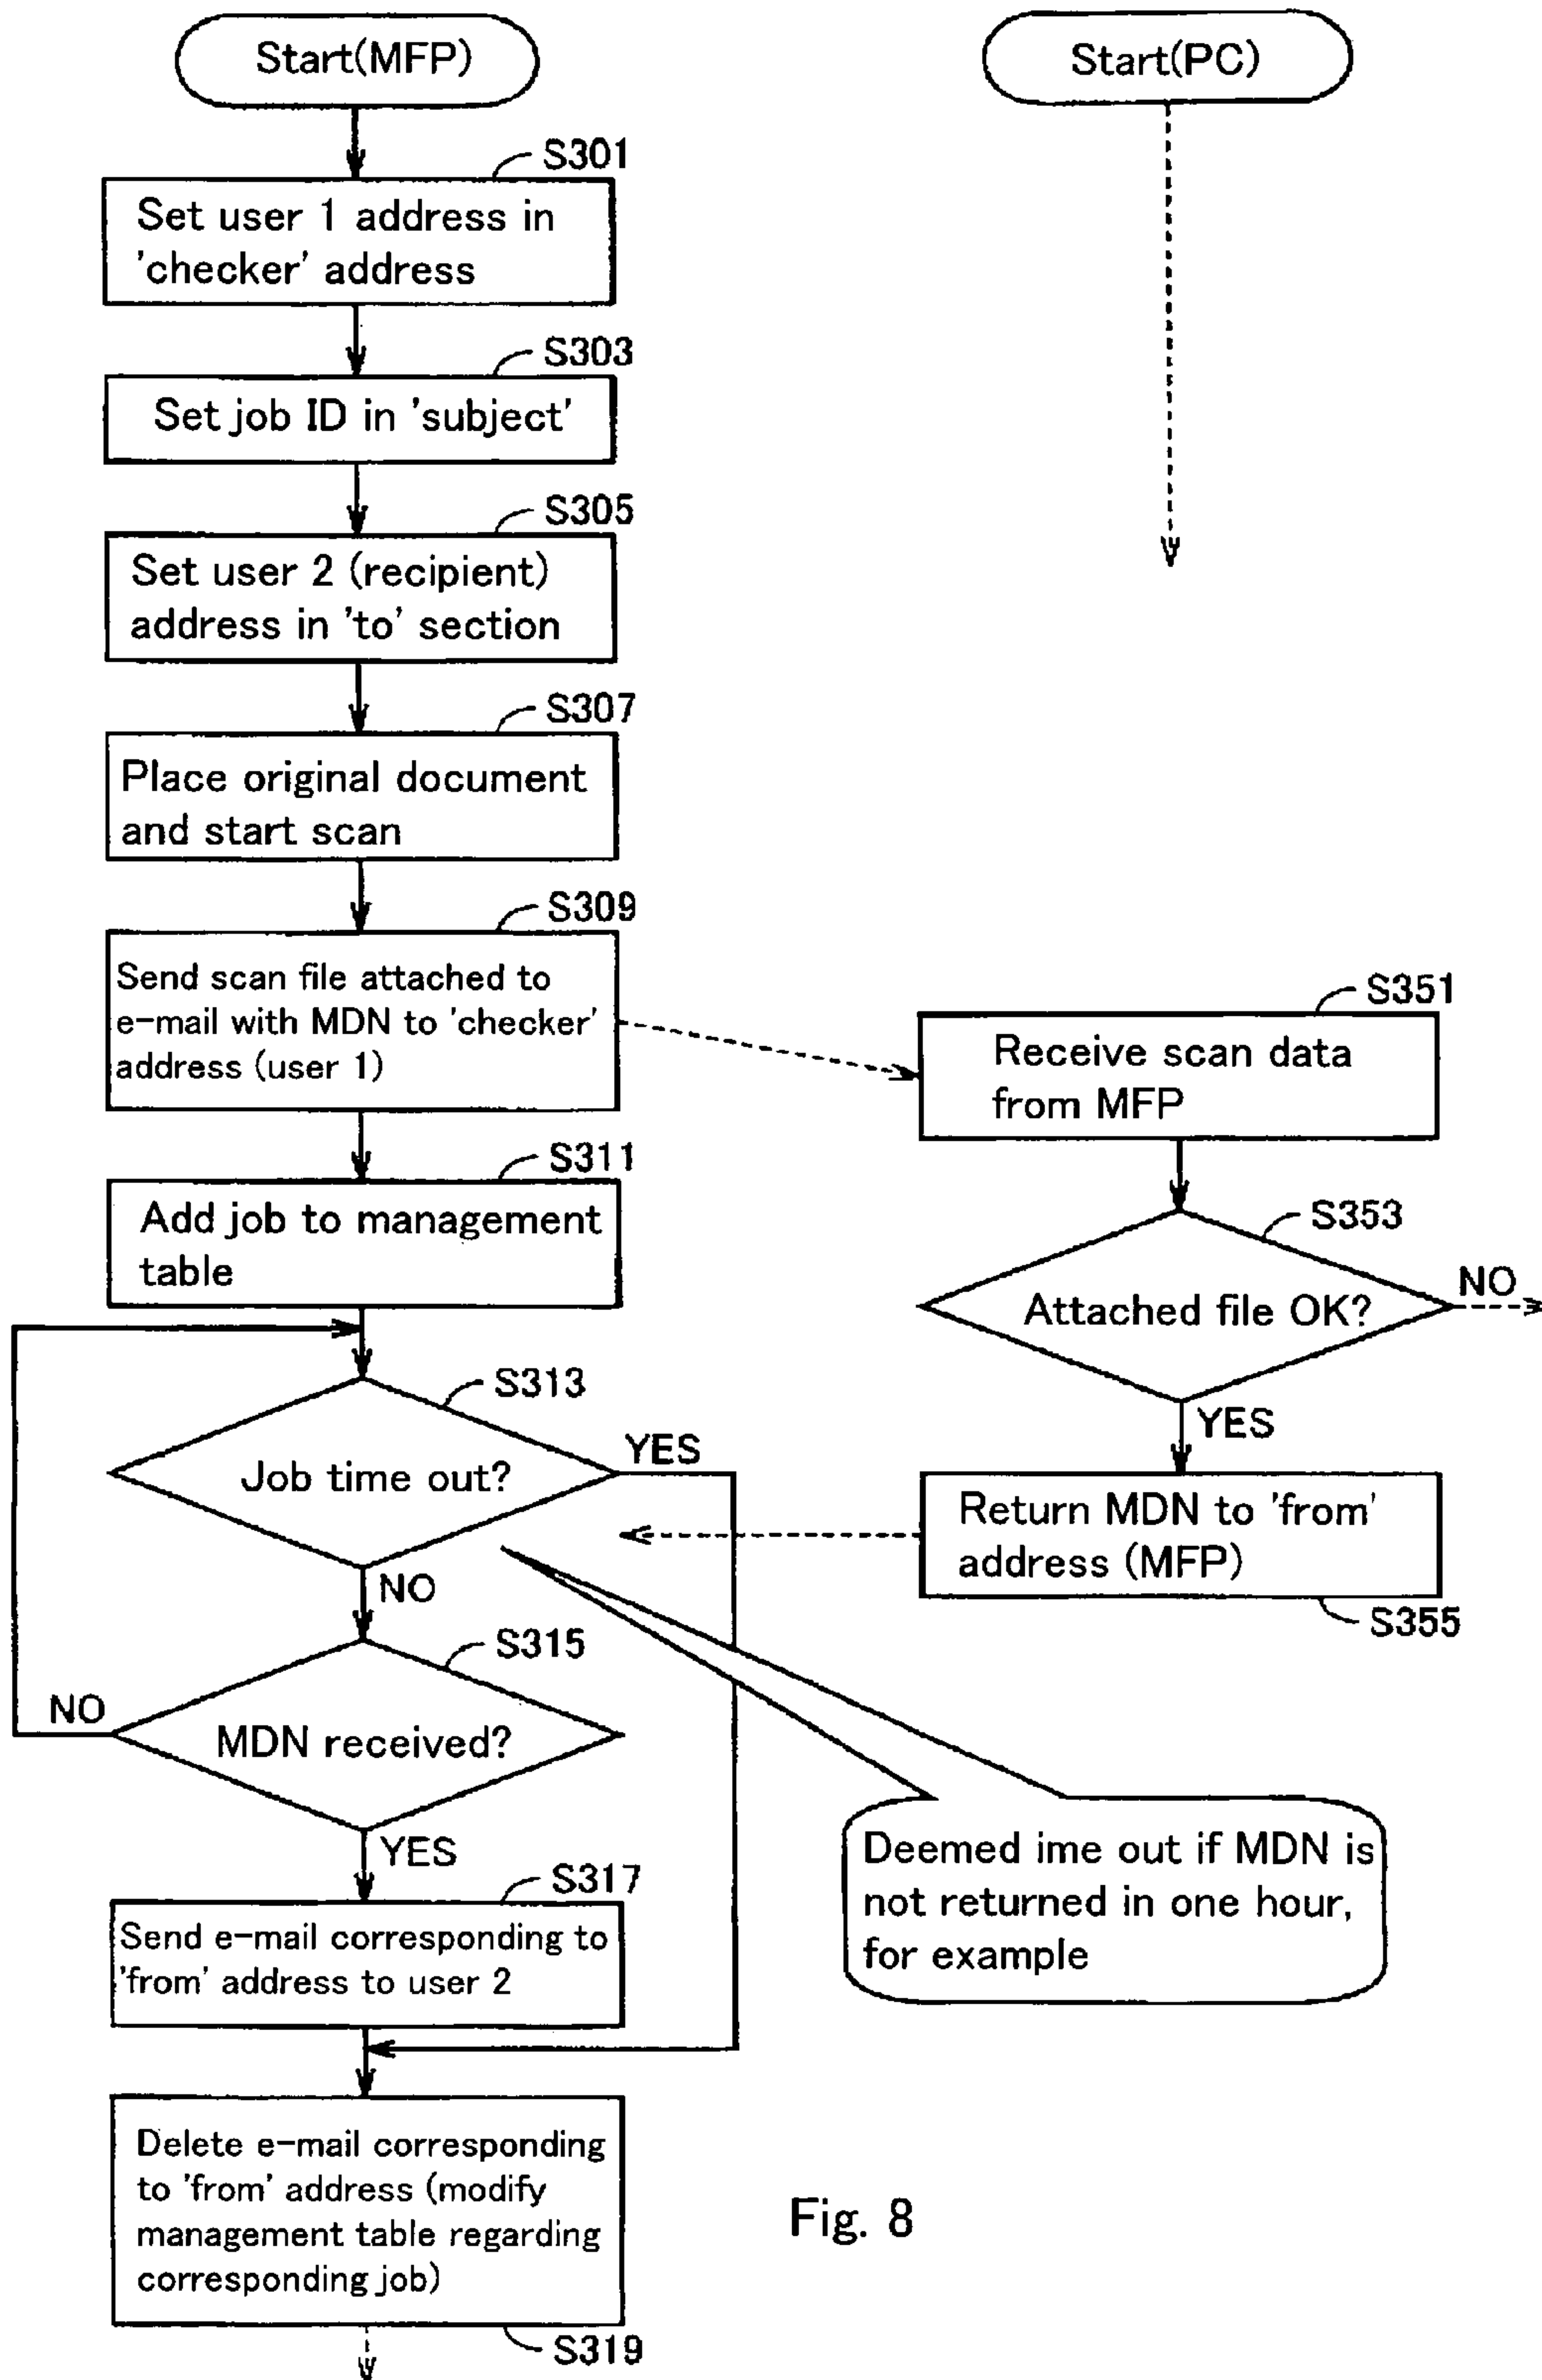 Start(MFP)
Start(PC)
S301
Set user 1 address in
'checker' address
S303
Set job ID in 'subject'
S305
Set user 2 (recipient)
address in 'to' section
S307
Place original document
and start scan
S309
Send scan file attached to
e-mail with MDN to 'checker'
address (user 1)
S311
Add job to management
table
S313
Job time out?
YES
NO
S315
MDN received?
NO
YES
S317
Send e-mail corresponding to
'from' address to user 2
Delete e-mail corresponding
to 'from' address (modify
management table regarding
corresponding job)
S319
S351
Receive scan data
from MFP
S353
Attached file OK?
NO
YES
Return MDN to 'from'
address (MFP)
S355
Deemed ime out if MDN is
not returned in one hour,
for example
Fig. 8